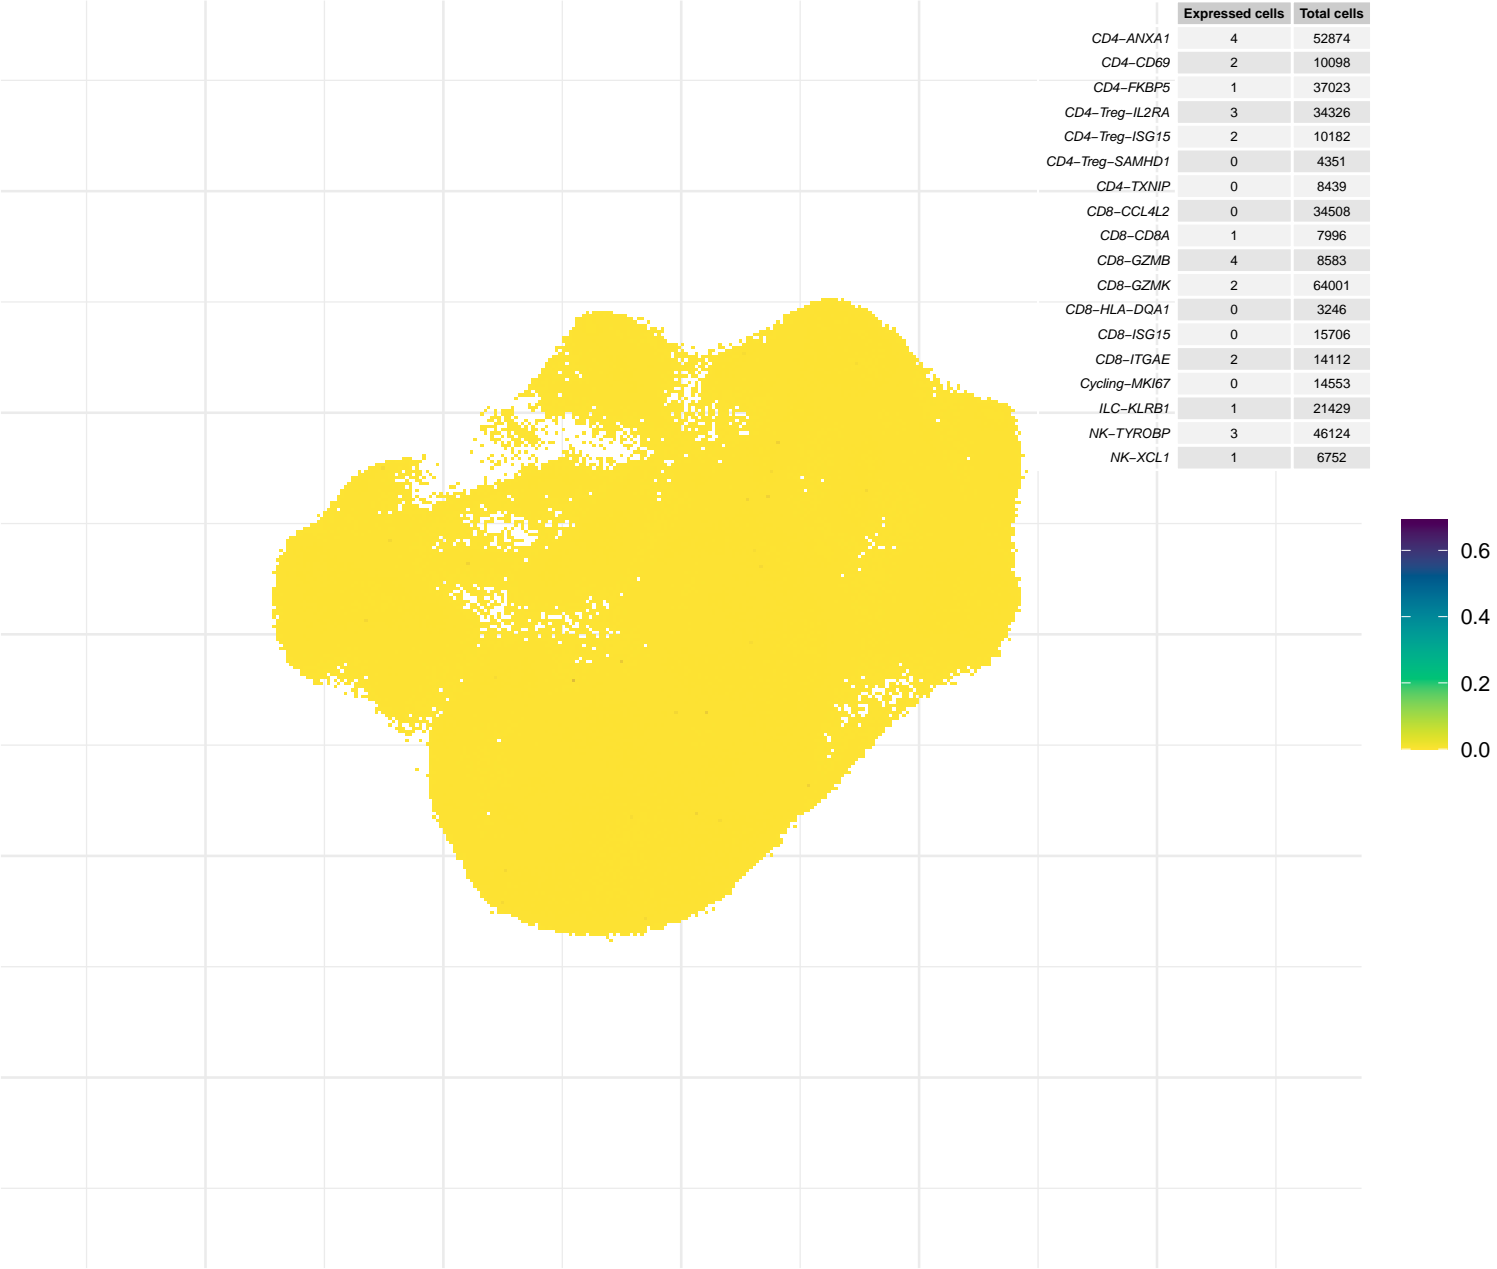 Expressed cells Total cells
CD4−ANXA1 4 52874
CD4−CD69 2 10098
CD4−FKBP5 1 37023
CD4−Treg−IL2RA 3 34326
CD4−Treg−ISG15 2 10182
CD4−Treg−SAMHD1 0 4351
CD4−TXNIP 0 8439
CD8−CCL4L2 0 34508
CD8−CD8A 1 7996
CD8−GZMB 4 8583
CD8−GZMK 2 64001
CD8−HLA−DQA1 0 3246
CD8−ISG15 0 15706
CD8−ITGAE 2 14112
Cycling−MKI67 0 14553
ILC−KLRB1 1 21429
NK−TYROBP 3 46124
NK−XCL1 1 6752
0.6
0.4
0.2
0.0